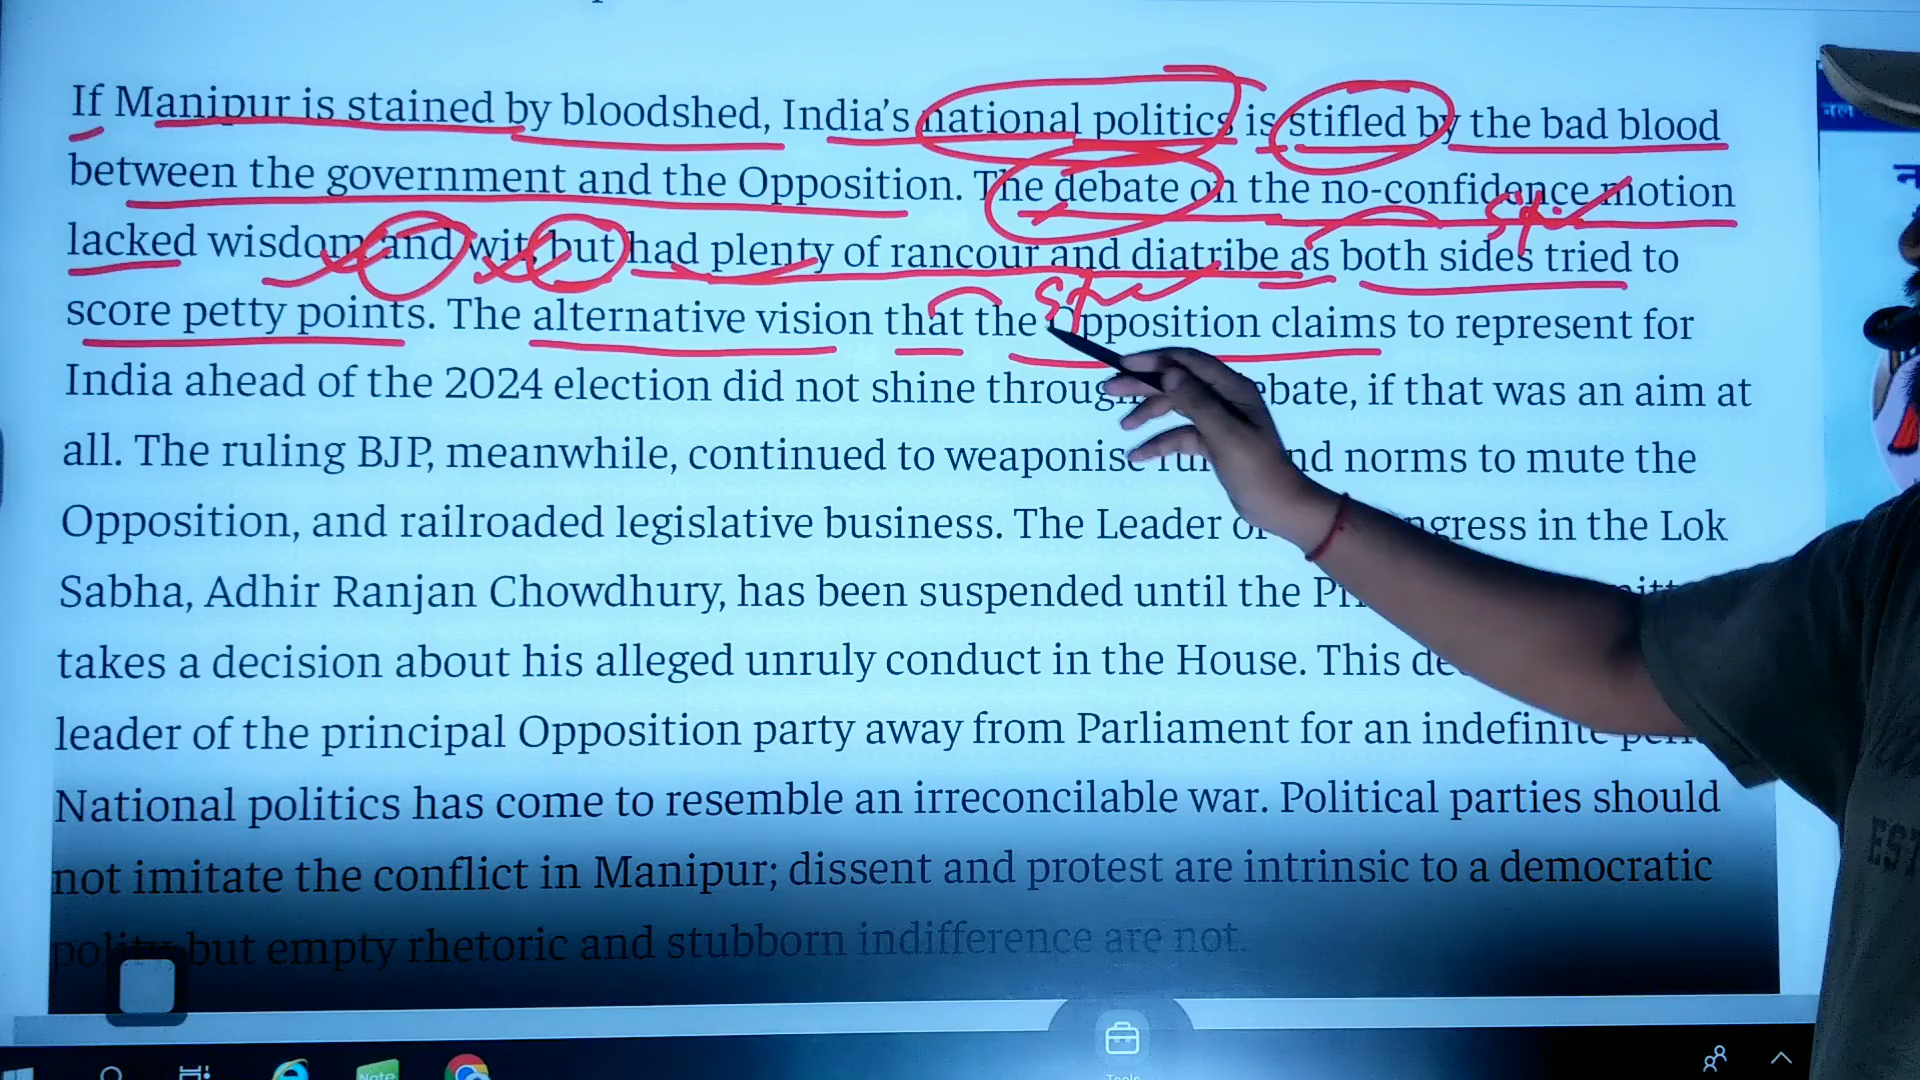 If Manipur is stained by bloodshed, India’s national politics is stifled by the bad blood
between the government and the Opposition. The debate on the no-confidence motion
lacked wisdom and wit, but had plenty of rancour and diatribe as both sides tried to
score petty points. The alternative vision that the Opposition claims to represent for
India ahead of the 2024 election did not shine through debate, if that was an aim at
all. The ruling BJP, meanwhile, continued to weaponise and norms to mute the
Opposition, and railroaded legislative business. The Leader in the Lok
Sabha, Adhir Ranjan Chowdhury, has been suspended until the
takes a decision about his alleged unruly conduct in the House. This
leader of the principal Opposition party away from Parliament for an indefinite
National politics has come to resemble an irreconcilable war. Political parties should
not imitate the conflict in Manipur; dissent and protest are intrinsic to a democratic
polity, but empty rhetoric and stubborn indifference are not.
Note
Tools